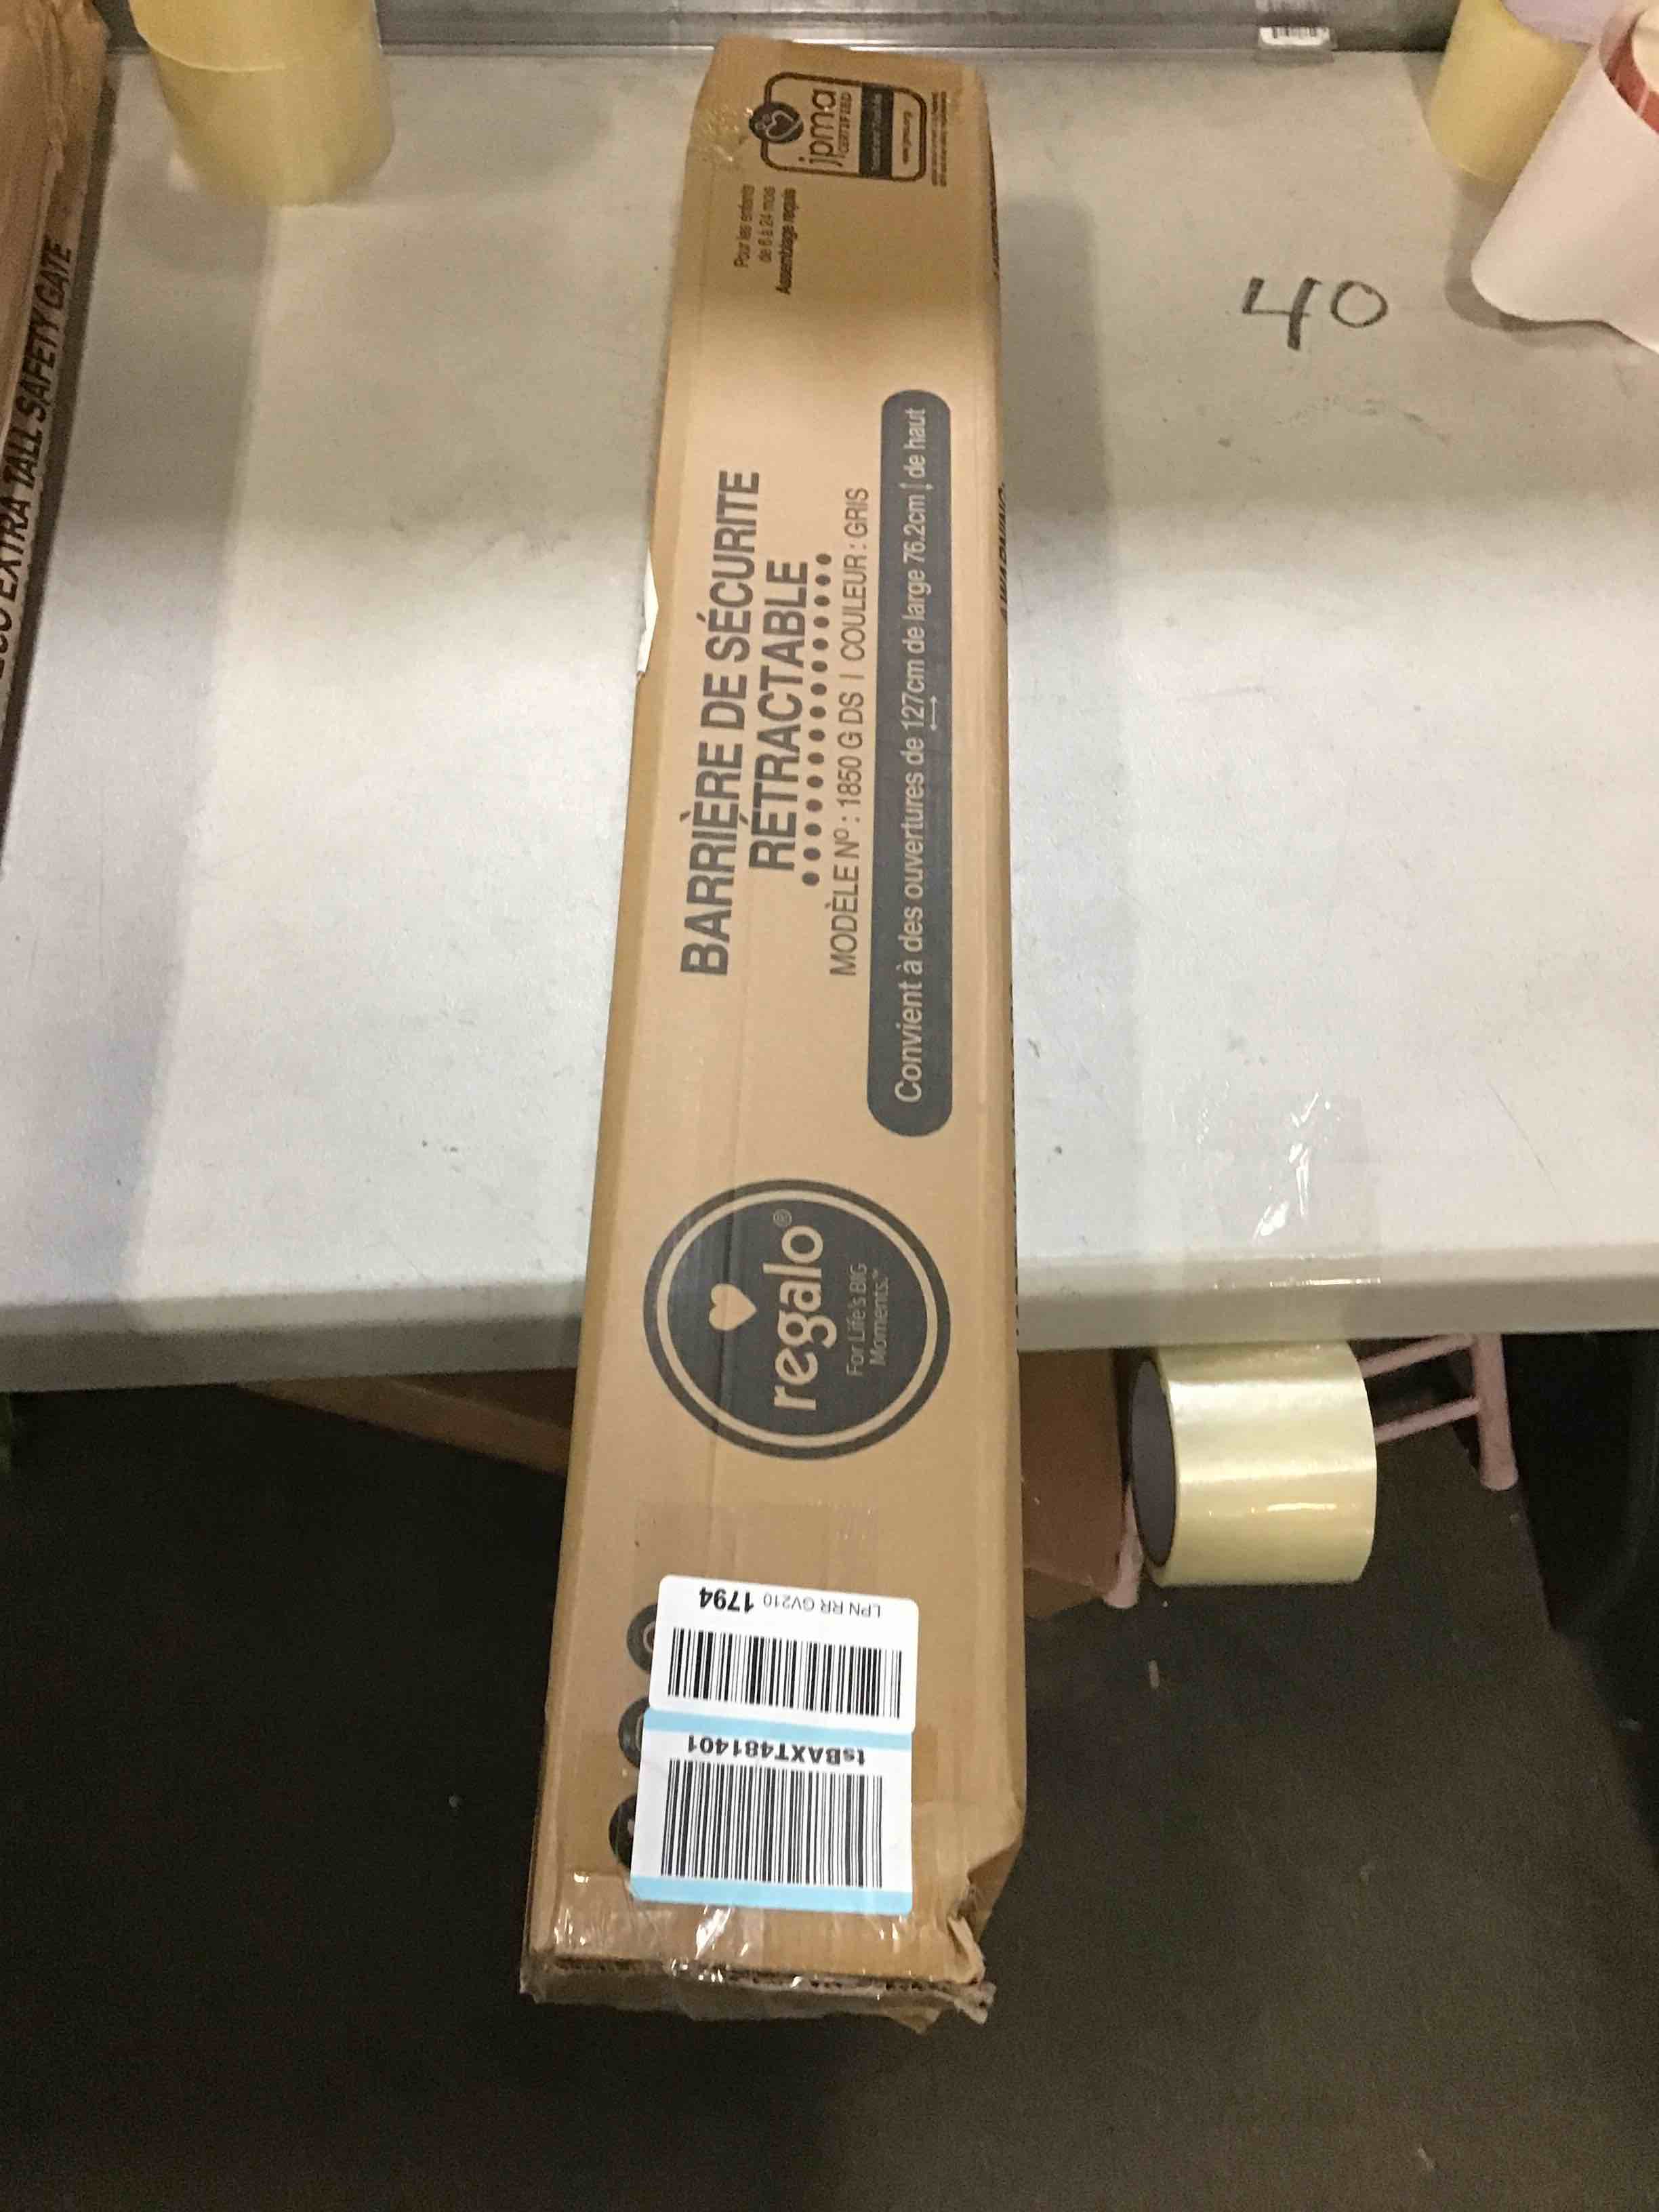 jpma
CERTIFIED
Pour les enfants
de 6 à 24 mois
Assemblage requis
BARRIÈRE DE SÉCURITE
RÉTRACTABLE
MODÈLE Nº : 1850 G DS | COULEUR : GRIS
Convient à des ouvertures de 127cm de large 76.2cm de haut
regalo®
For Life's BIG
Moments.™
LPN RR GV210 1794
tsBAXT481401
40
EXTRA TALL SAFETY GATE